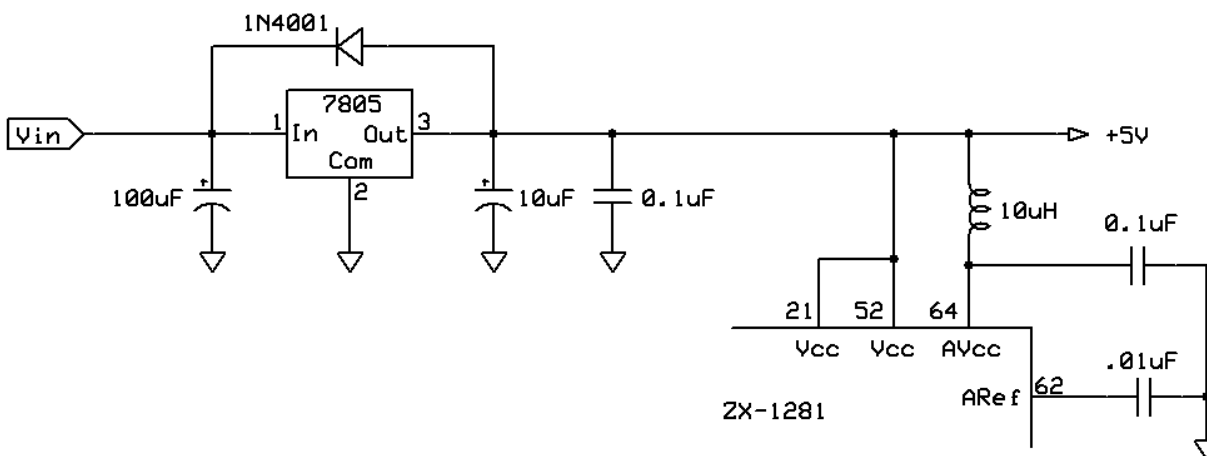 1N4001
7805
Vin
1
In
Out
3
Com
2
+5V
100uF
10uF
0.1uF
10uH
0.1uF
21
52
64
Vcc
Vcc
AVcc
.01uF
ARef
62
ZX-1281